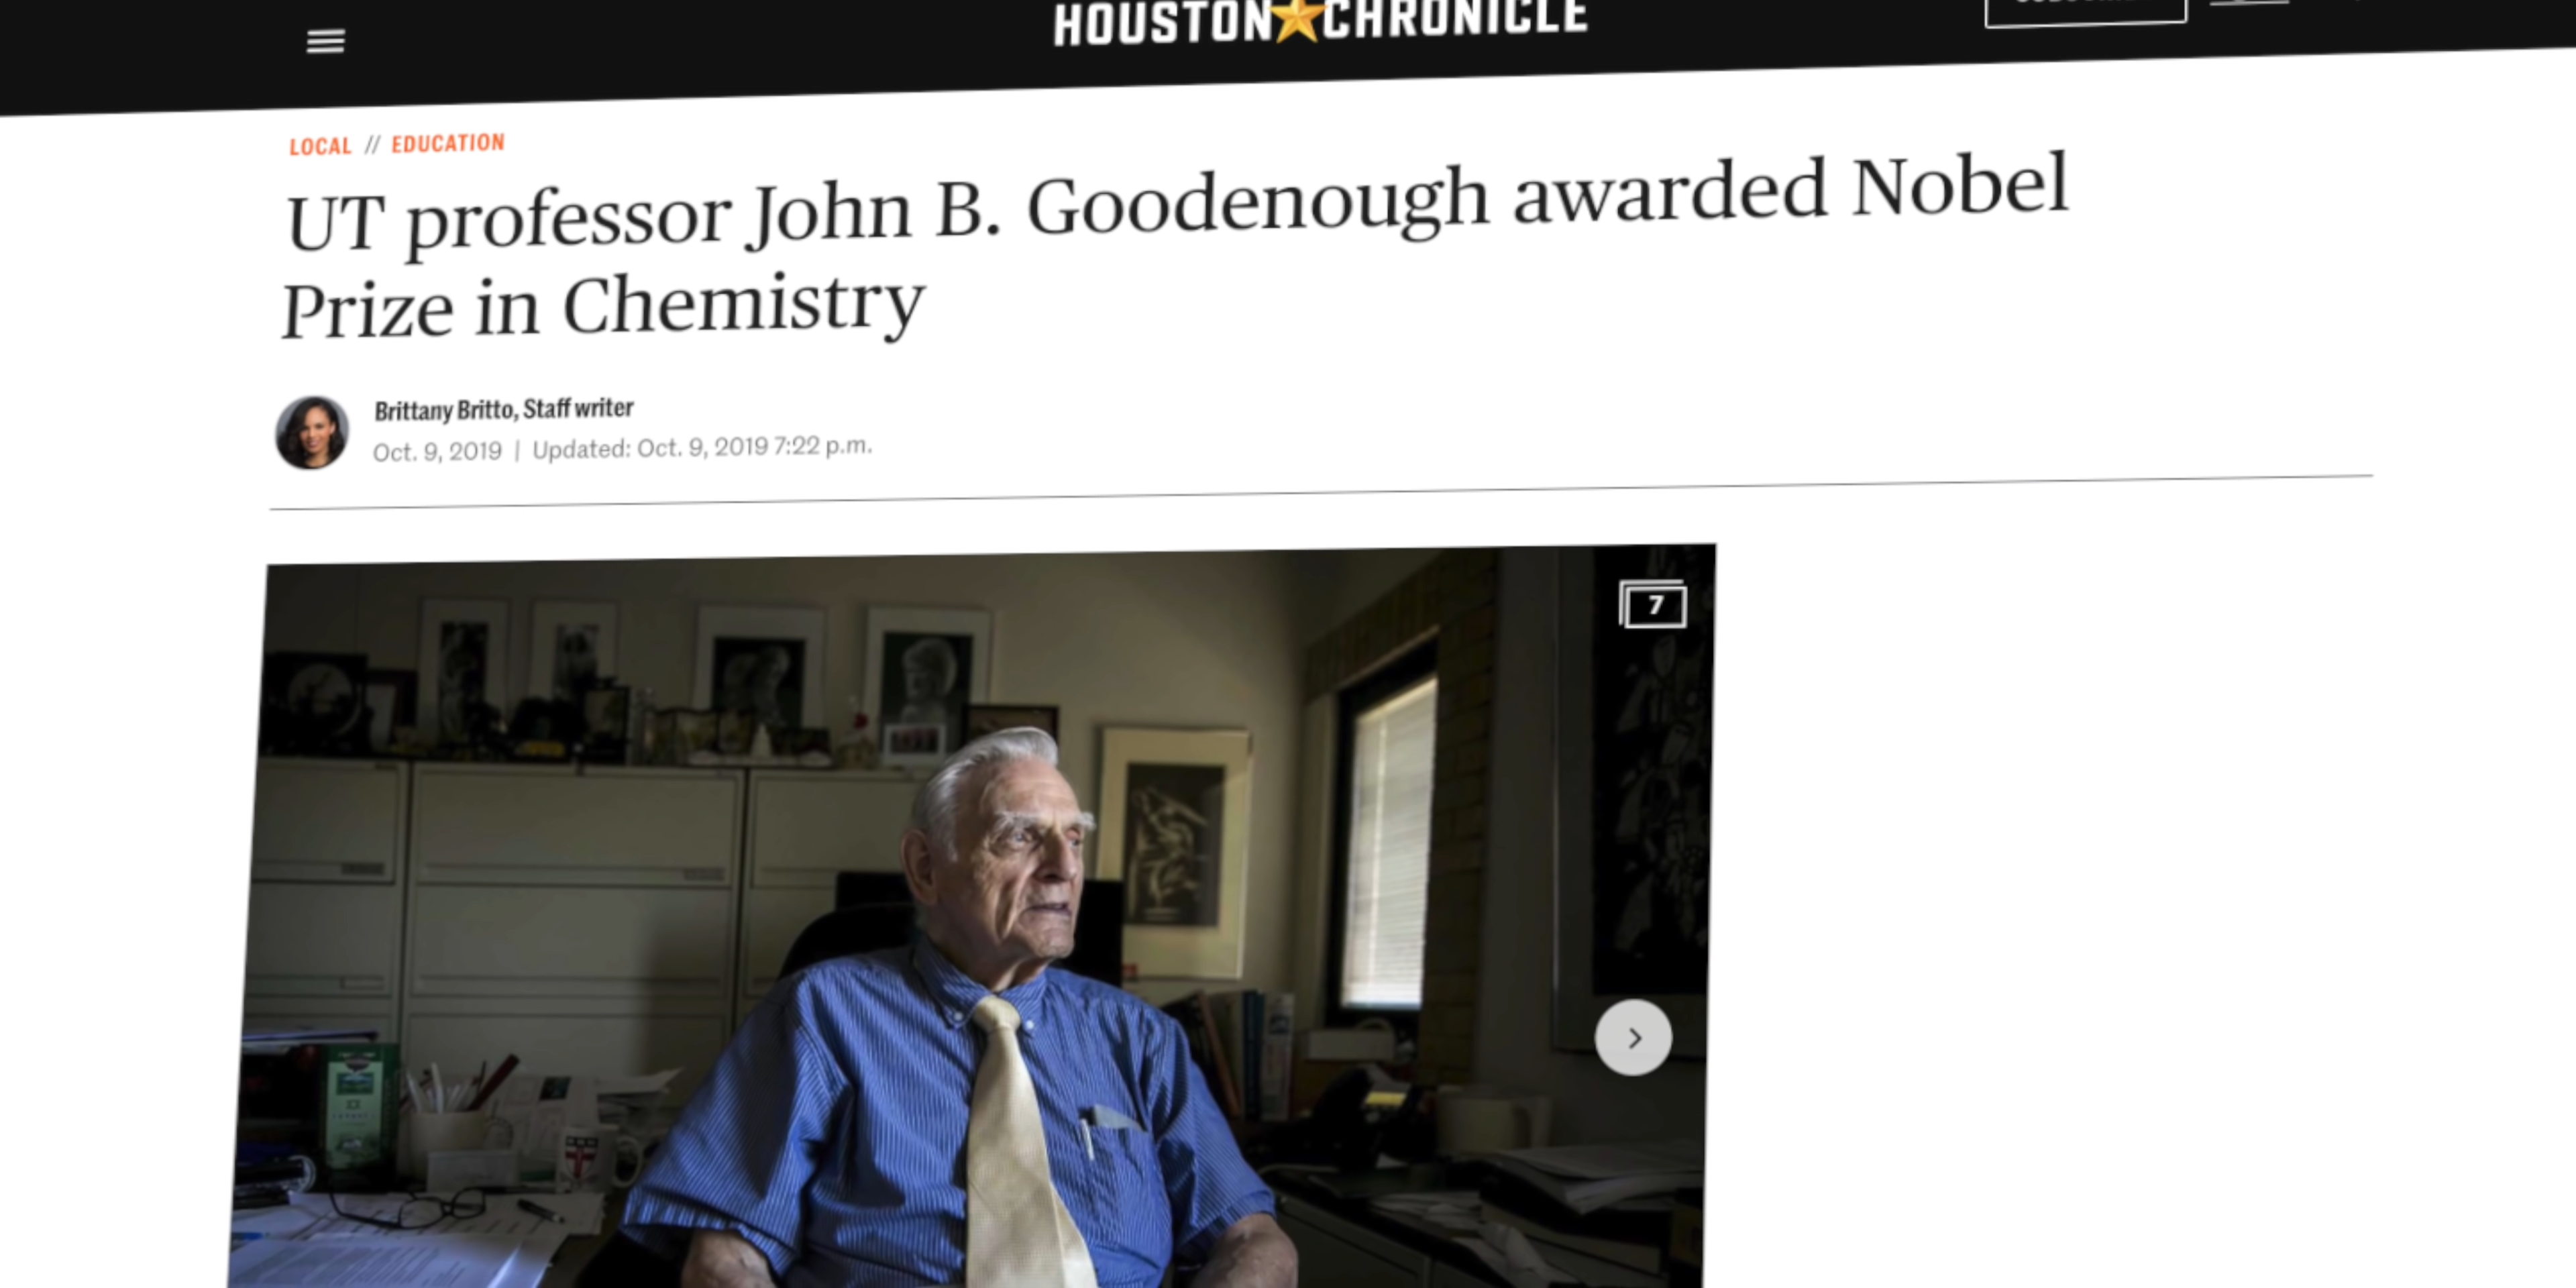 HOUSTON CHRONICLE
LOCAL // EDUCATION
UT professor John B. Goodenough awarded Nobel
Prize in Chemistry
Brittany Britto, Staff writer
Oct. 9, 2019 | Updated: Oct. 9, 2019 7:22 p.m.
7